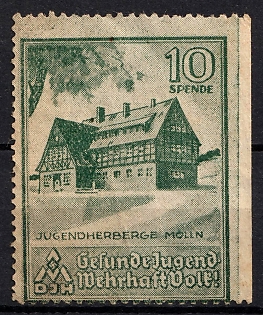 10
SPENDE
JUGENDHERBERGE MÖLLN
DJH
Gesunde Jugend
Wehrhaft Volk!